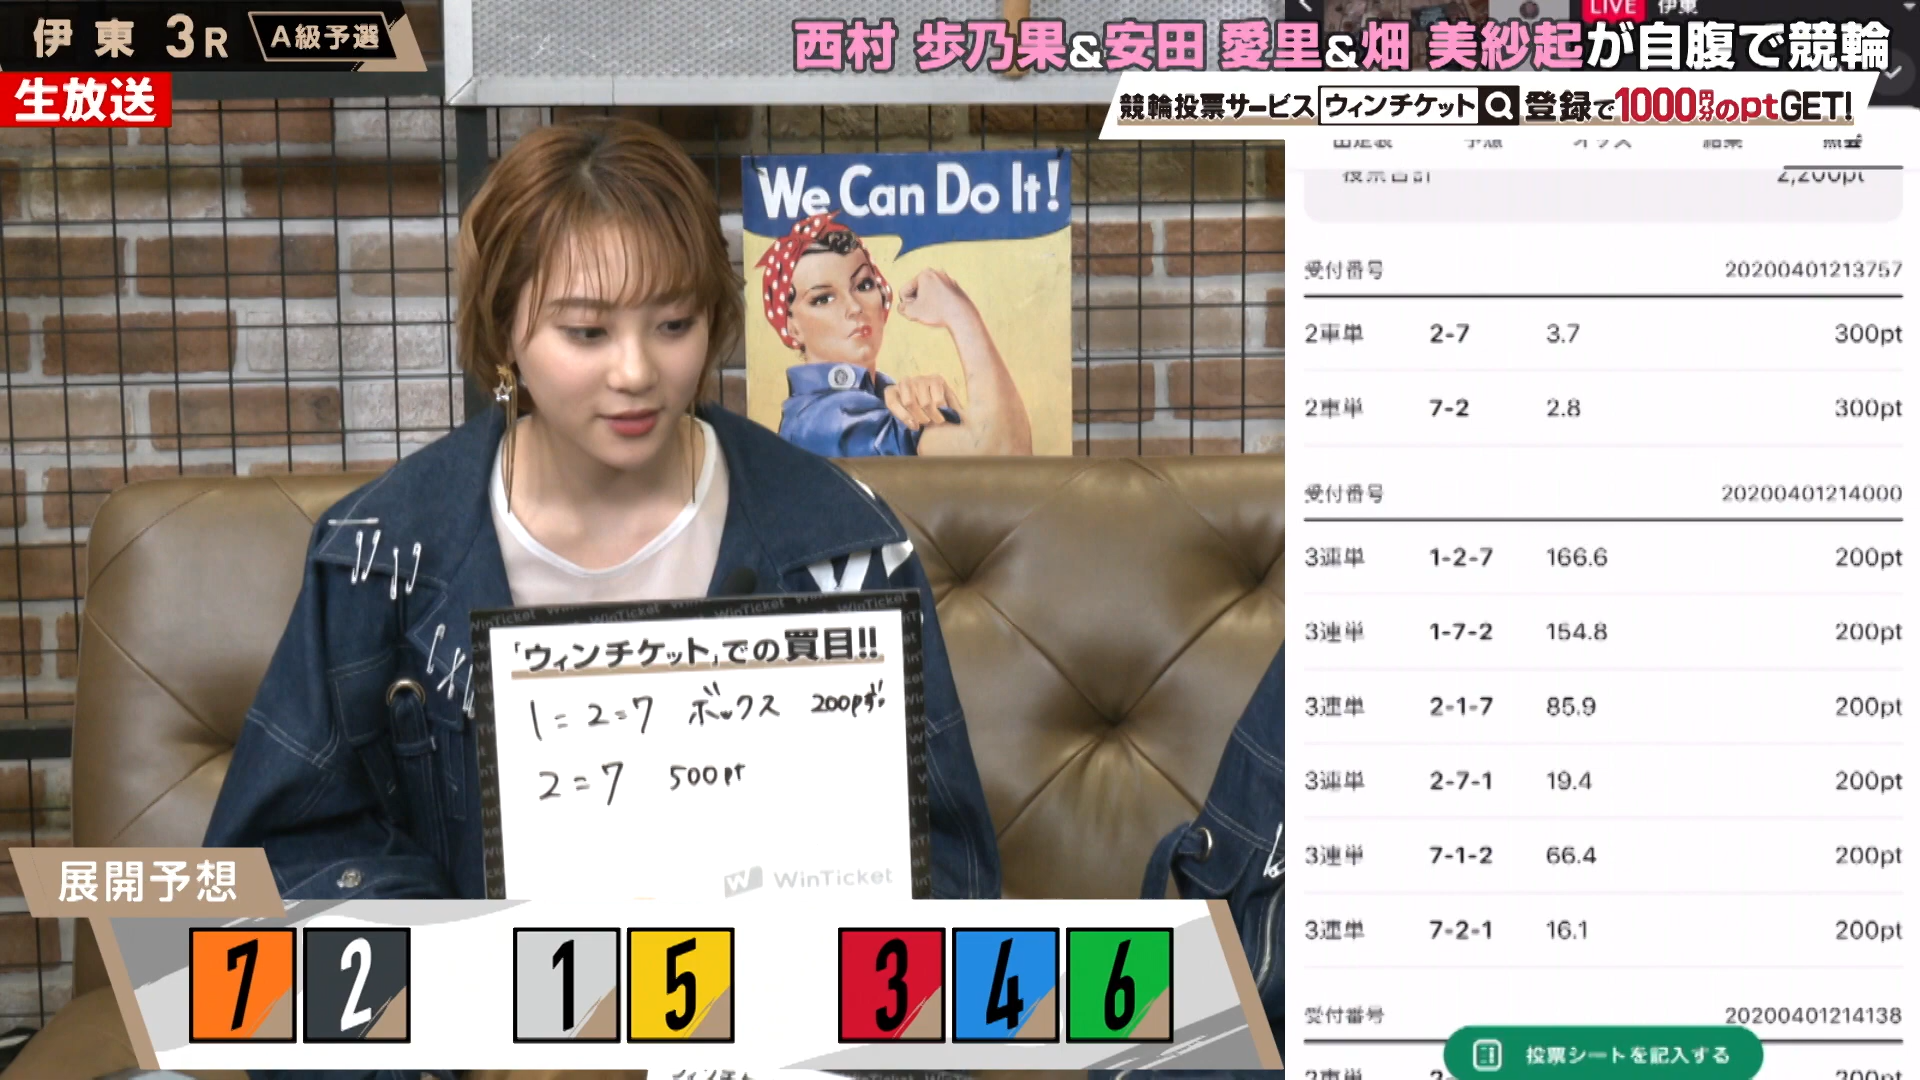 伊東 3R A級予選
生放送
LIVE 伊東
西村 歩乃果&安田 愛里&畑 美紗起が自腹で競輪
競輪投票サービス ウィンチケット 登録で1000円分のptGET!
We Can Do It!
投票合計 2,200pt
受付番号 20200401213757
2車単 2-7 3.7 300pt
2車単 7-2 2.8 300pt
受付番号 20200401214000
3連単 1-2-7 166.6 200pt
3連単 1-7-2 154.8 200pt
3連単 2-1-7 85.9 200pt
3連単 2-7-1 19.4 200pt
3連単 7-1-2 66.4 200pt
3連単 7-2-1 16.1 200pt
受付番号 20200401214138
投票シートを記入する
「ウィンチケット」での買目!!
1=2=7 ボックス 200ptずつ
2=7 500pt
WinTicket
展開予想
7 2 1 5 3 4 6